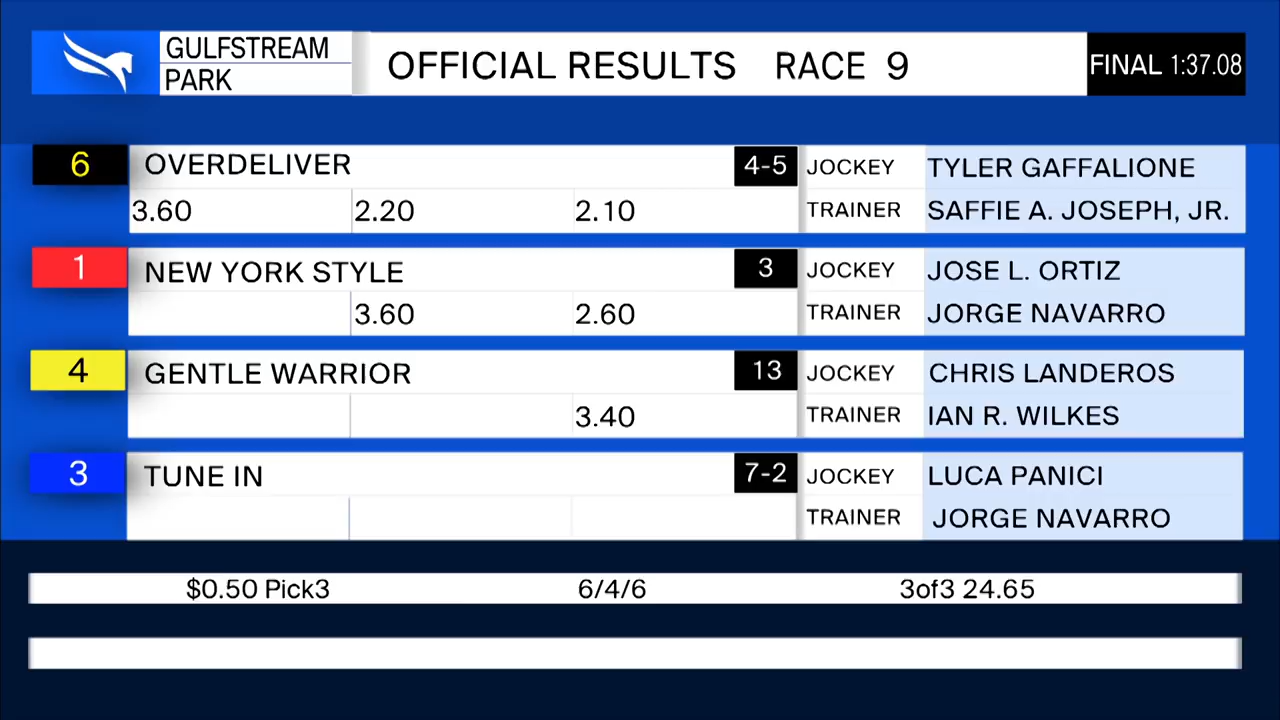 GULFSTREAM
PARK
OFFICIAL RESULTS RACE 9
FINAL 1:37.08
6 OVERDELIVER 4-5 JOCKEY TYLER GAFFALIONE
3.60 2.20 2.10 TRAINER SAFFIE A. JOSEPH, JR.
1 NEW YORK STYLE 3 JOCKEY JOSE L. ORTIZ
3.60 2.60 TRAINER JORGE NAVARRO
4 GENTLE WARRIOR 13 JOCKEY CHRIS LANDEROS
3.40 TRAINER IAN R. WILKES
3 TUNE IN 7-2 JOCKEY LUCA PANICI
TRAINER JORGE NAVARRO
$0.50 Pick3 6/4/6 3of3 24.65